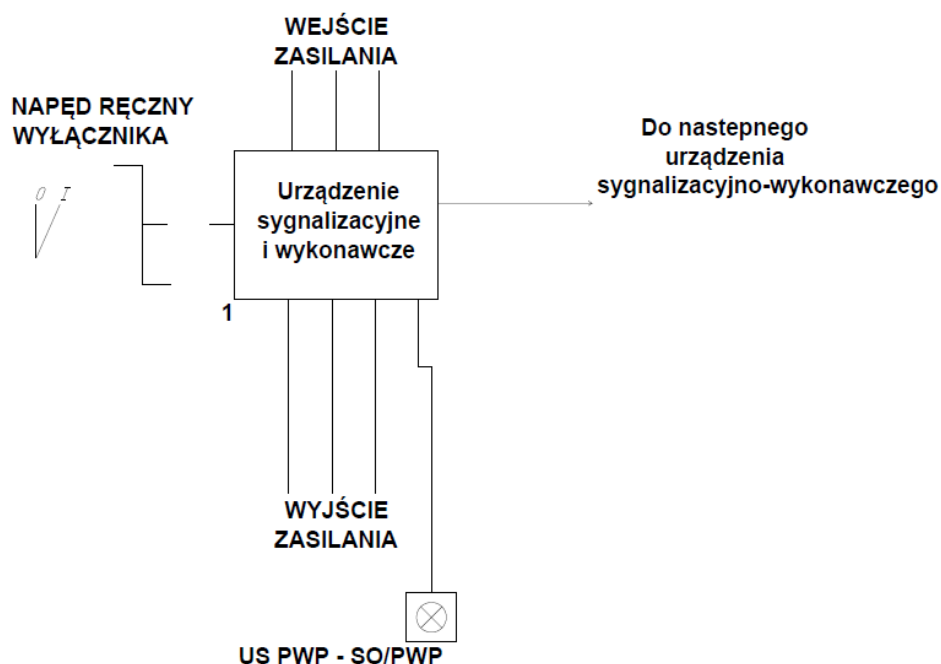 WEJŚCIE
ZASILANIA
NAPĘD RĘCZNY
WYŁĄCZNIKA
O I
Do nastepnego
urządzenia
sygnalizacyjno-wykonawczego
Urządzenie
sygnalizacyjne
i wykonawcze
1
WYJŚCIE
ZASILANIA
US PWP - SO/PWP